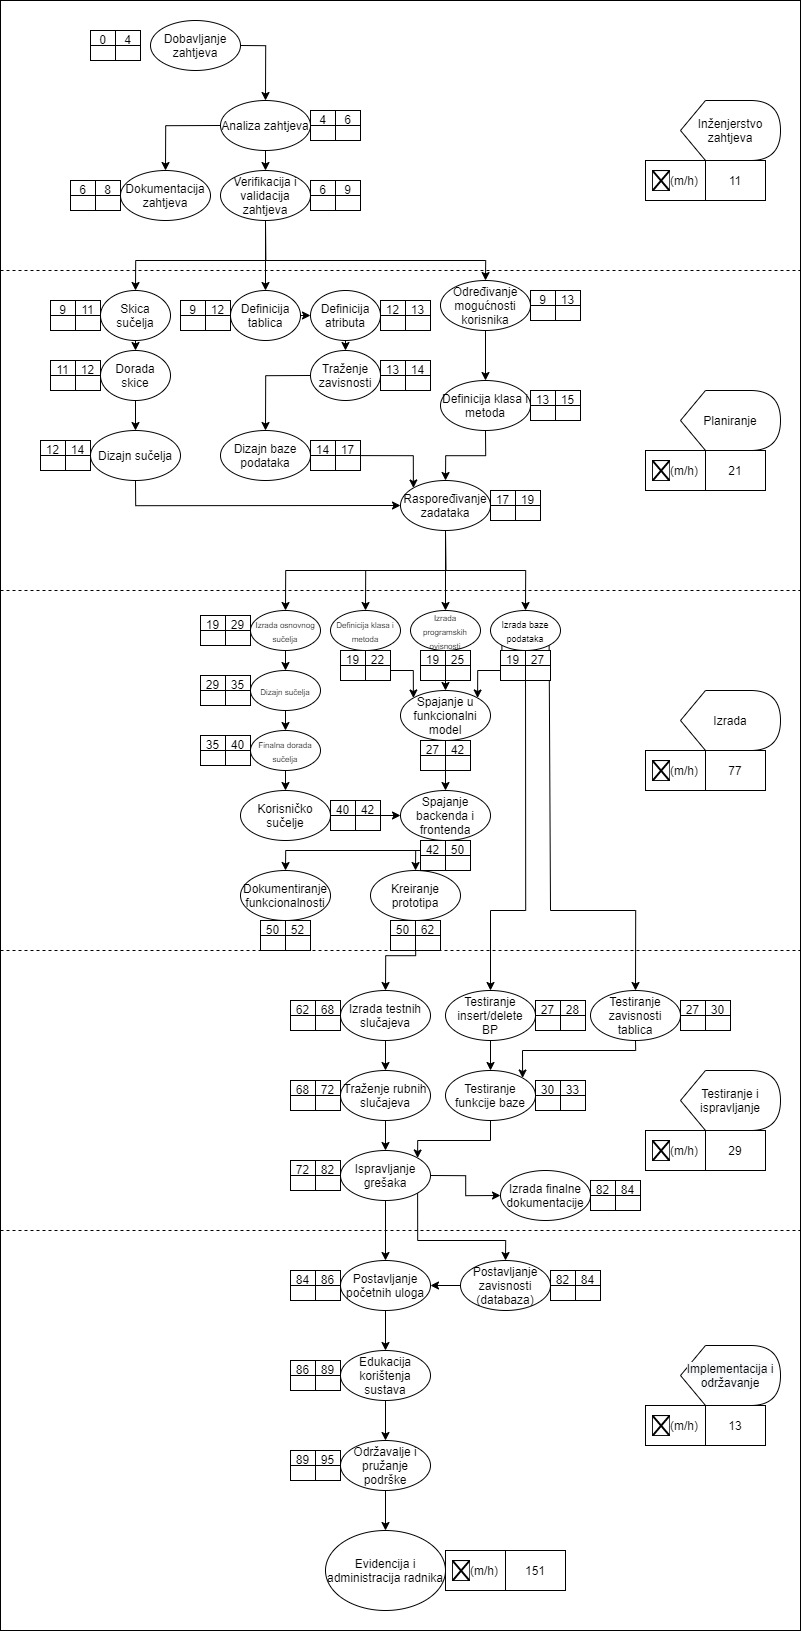 Dobavljanje
zahtjeva
0 4
Analiza zahtjeva
4 6
Inženjerstvo
zahtjeva
(m/h) 11
6 8
Dokumentacija
zahtjeva
Verifikacija i
validacija
zahtjeva
6 9
9 11
Skica
sučelja
9 12
Definicija
tablica
Definicija
atributa
12 13
Određivanje
mogućnosti
korisnika
9 13
11 12
Dorada
skice
Traženje
zavisnosti
13 14
Definicija klasa i
metoda
13 15
Planiranje
(m/h) 21
12 14
Dizajn sučelja
Dizajn baze
podataka
14 17
Raspoređivanje
zadataka
17 19
19 29
Izrada osnovnog
sučelja
Definicija klasa i
metoda
19 22
Izrada
programskih
ovisnosti
19 25
Izrada baze
podataka
19 27
29 35
Dizajn sučelja
Spajanje u
funkcionalni
model
27 42
35 40
Finalna dorada
sučelja
Izrada
(m/h) 77
Korisničko
sučelje
40 42
Spajanje
backenda i
frontenda
42 50
Dokumentiranje
funkcionalnosti
50 52
Kreiranje
prototipa
50 62
62 68
Izrada testnih
slučajeva
Testiranje
insert/delete
BP
27 28
Testiranje
zavisnosti
tablica
27 30
68 72
Traženje rubnih
slučajeva
Testiranje
funkcije baze
30 33
Testiranje i
ispravljanje
(m/h) 29
72 82
Ispravljanje
grešaka
Izrada finalne
dokumentacije
82 84
84 86
Postavljanje
početnih uloga
Postavljanje
zavisnosti
(databaza)
82 84
86 89
Edukacija
korištenja
sustava
Implementacija i
održavanje
(m/h) 13
89 95
Održavalje i
pružanje
podrške
Evidencija i
administracija radnika
(m/h) 151